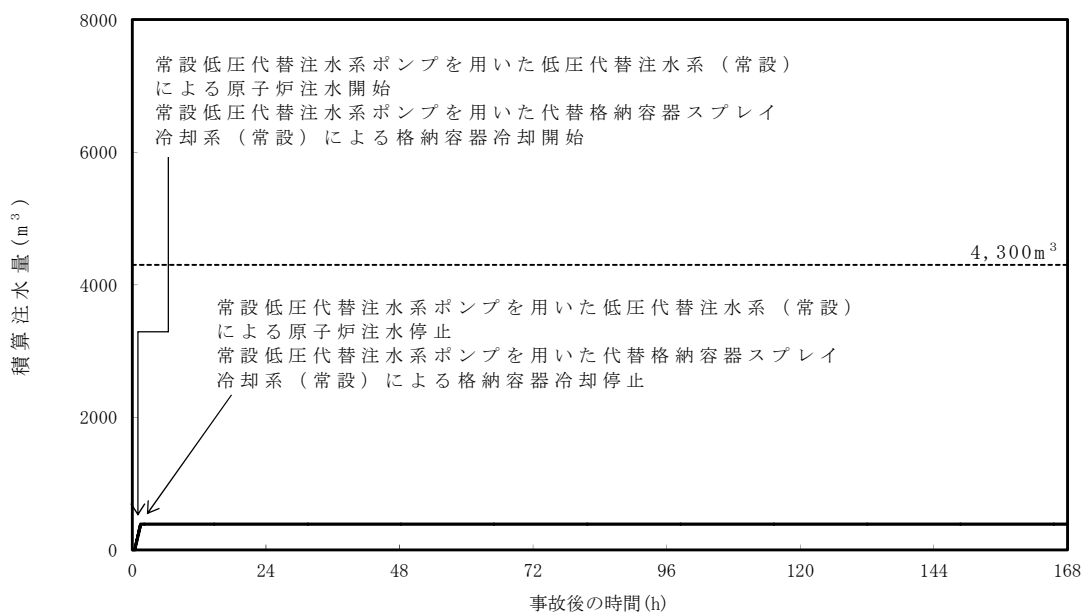 8000
常設低圧代替注水系ポンプを用いた低圧代替注水系（常設）
による原子炉注水開始
常設低圧代替注水系ポンプを用いた代替格納容器スプレイ
冷却系（常設）による格納容器冷却開始
6000
積算注水量(m³)
4,300m³
4000
常設低圧代替注水系ポンプを用いた低圧代替注水系（常設）
による原子炉注水停止
常設低圧代替注水系ポンプを用いた代替格納容器スプレイ
冷却系（常設）による格納容器冷却停止
2000
0
0 24 48 72 96 120 144 168
事故後の時間(h)